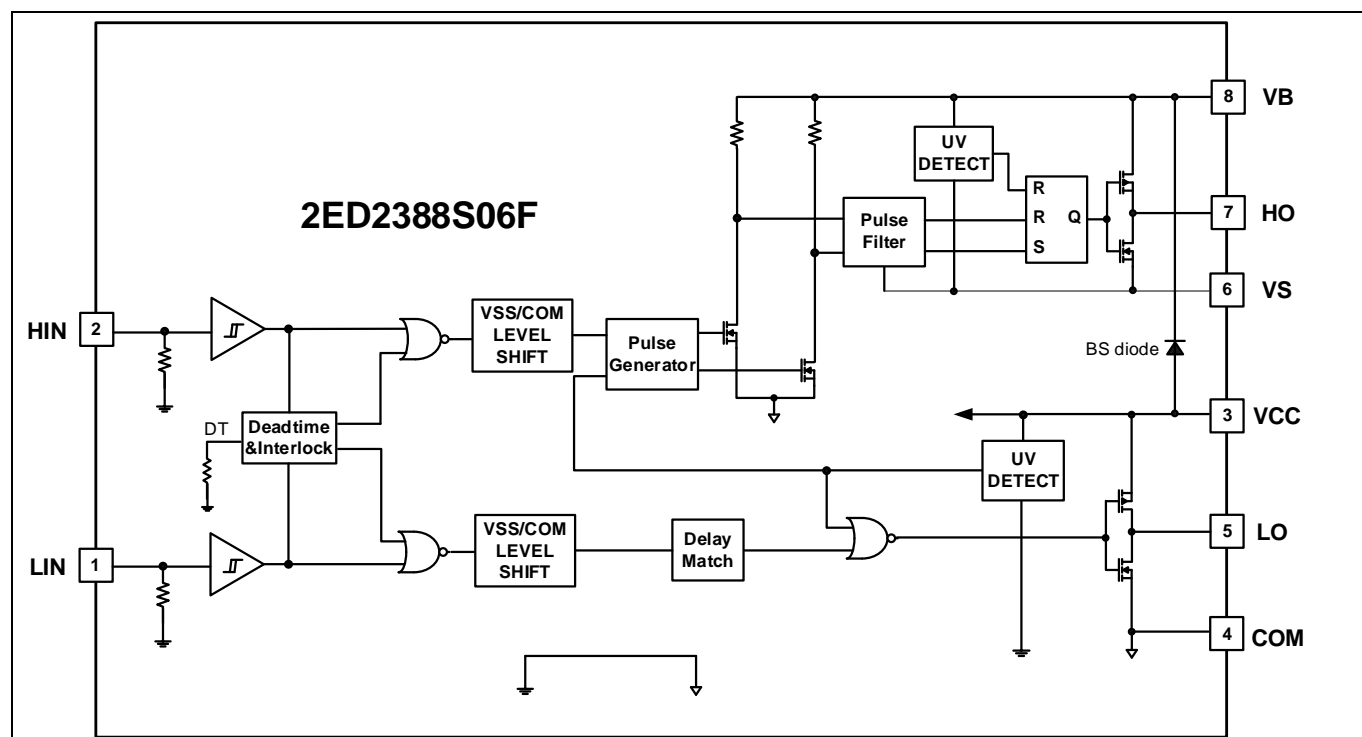 8
VB
UV
DETECT
R
R
Q
S
2ED2388S06F
Pulse
Filter
7
HO
6
VS
HIN
2
VSS/COM
LEVEL
SHIFT
Pulse
Generator
BS diode
DT
Deadtime
&Interlock
3
VCC
UV
DETECT
LIN
1
VSS/COM
LEVEL
SHIFT
Delay
Match
5
LO
4
COM